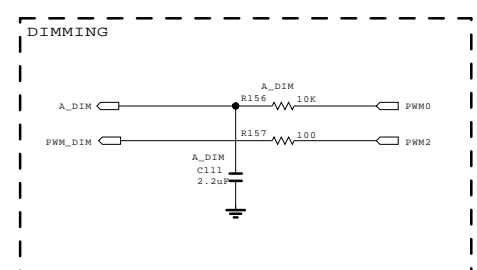 DIMMING
A_DIM
R156 10K
A_DIM PWM0
R157 100
PWM_DIM PWM2
A_DIM
C111
2.2uF